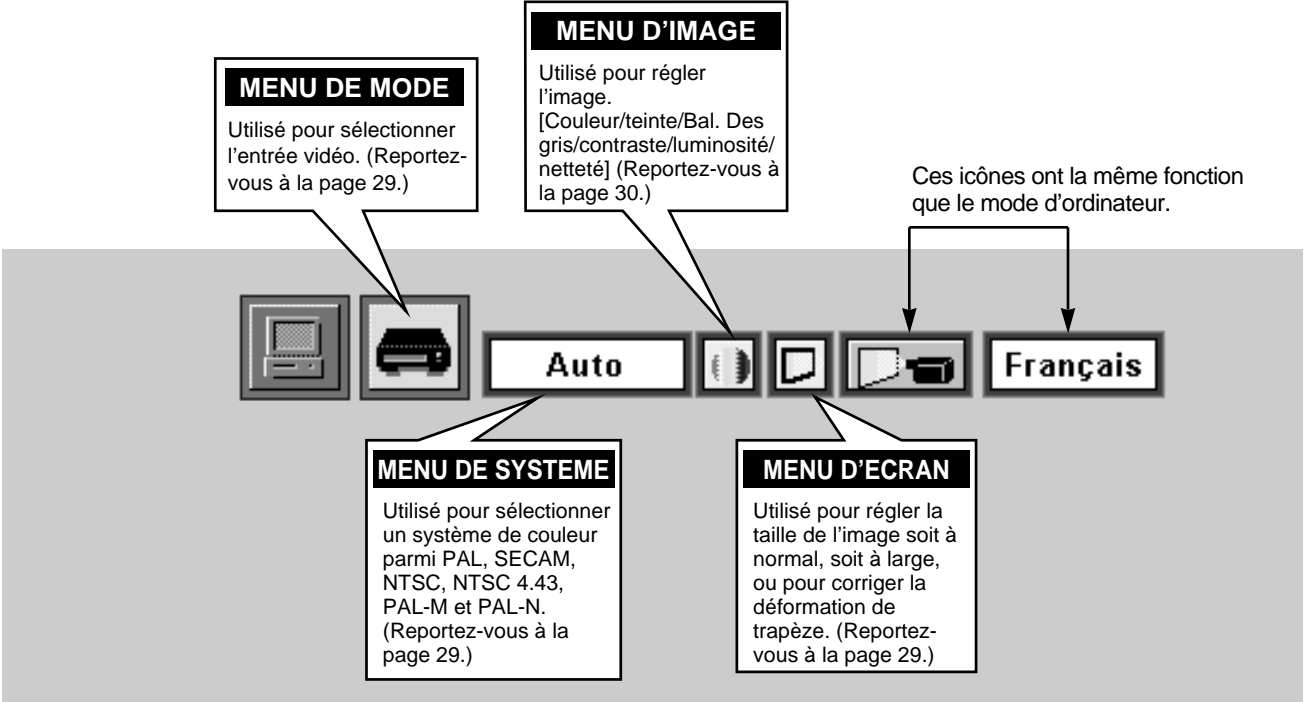 MENU DE MODE
Utilisé pour sélectionner
l'entrée vidéo. (Reportez-
vous à la page 29.)
MENU D'IMAGE
Utilisé pour régler
l'image.
[Couleur/teinte/Bal. Des
gris/contraste/luminosité/
netteté] (Reportez-vous à
la page 30.)
Ces icônes ont la même fonction
que le mode d'ordinateur.
Auto
Français
MENU DE SYSTEME
Utilisé pour sélectionner
un système de couleur
parmi PAL, SECAM,
NTSC, NTSC 4.43,
PAL-M et PAL-N.
(Reportez-vous à la
page 29.)
MENU D'ECRAN
Utilisé pour régler la
taille de l'image soit à
normal, soit à large,
ou pour corriger la
déformation de
trapèze. (Reportez-
vous à la page 29.)